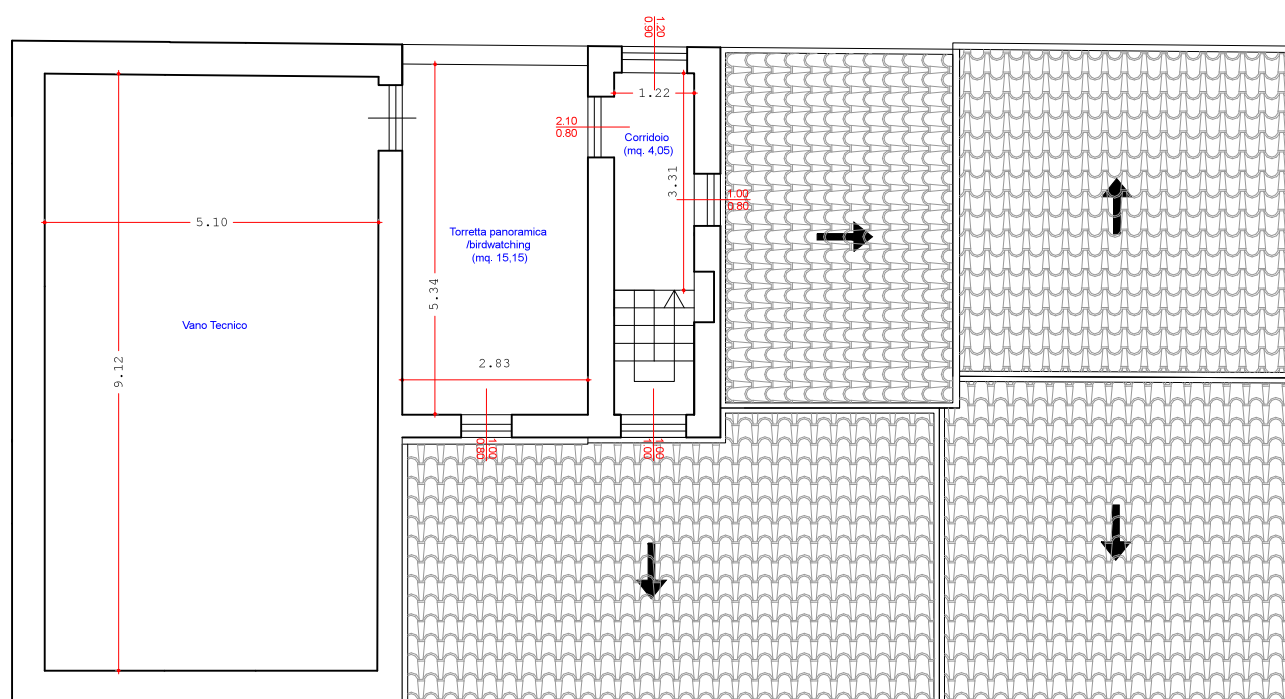 1.20
0.90
1.22
2.10
0.80
Corridoio
(mq. 4,05)
3.31
1.00
0.80
5.10
Torretta panoramica
/birdwatching
(mq. 15,15)
5.34
Vano Tecnico
9.12
2.83
1.00
0.80
1.00
1.00